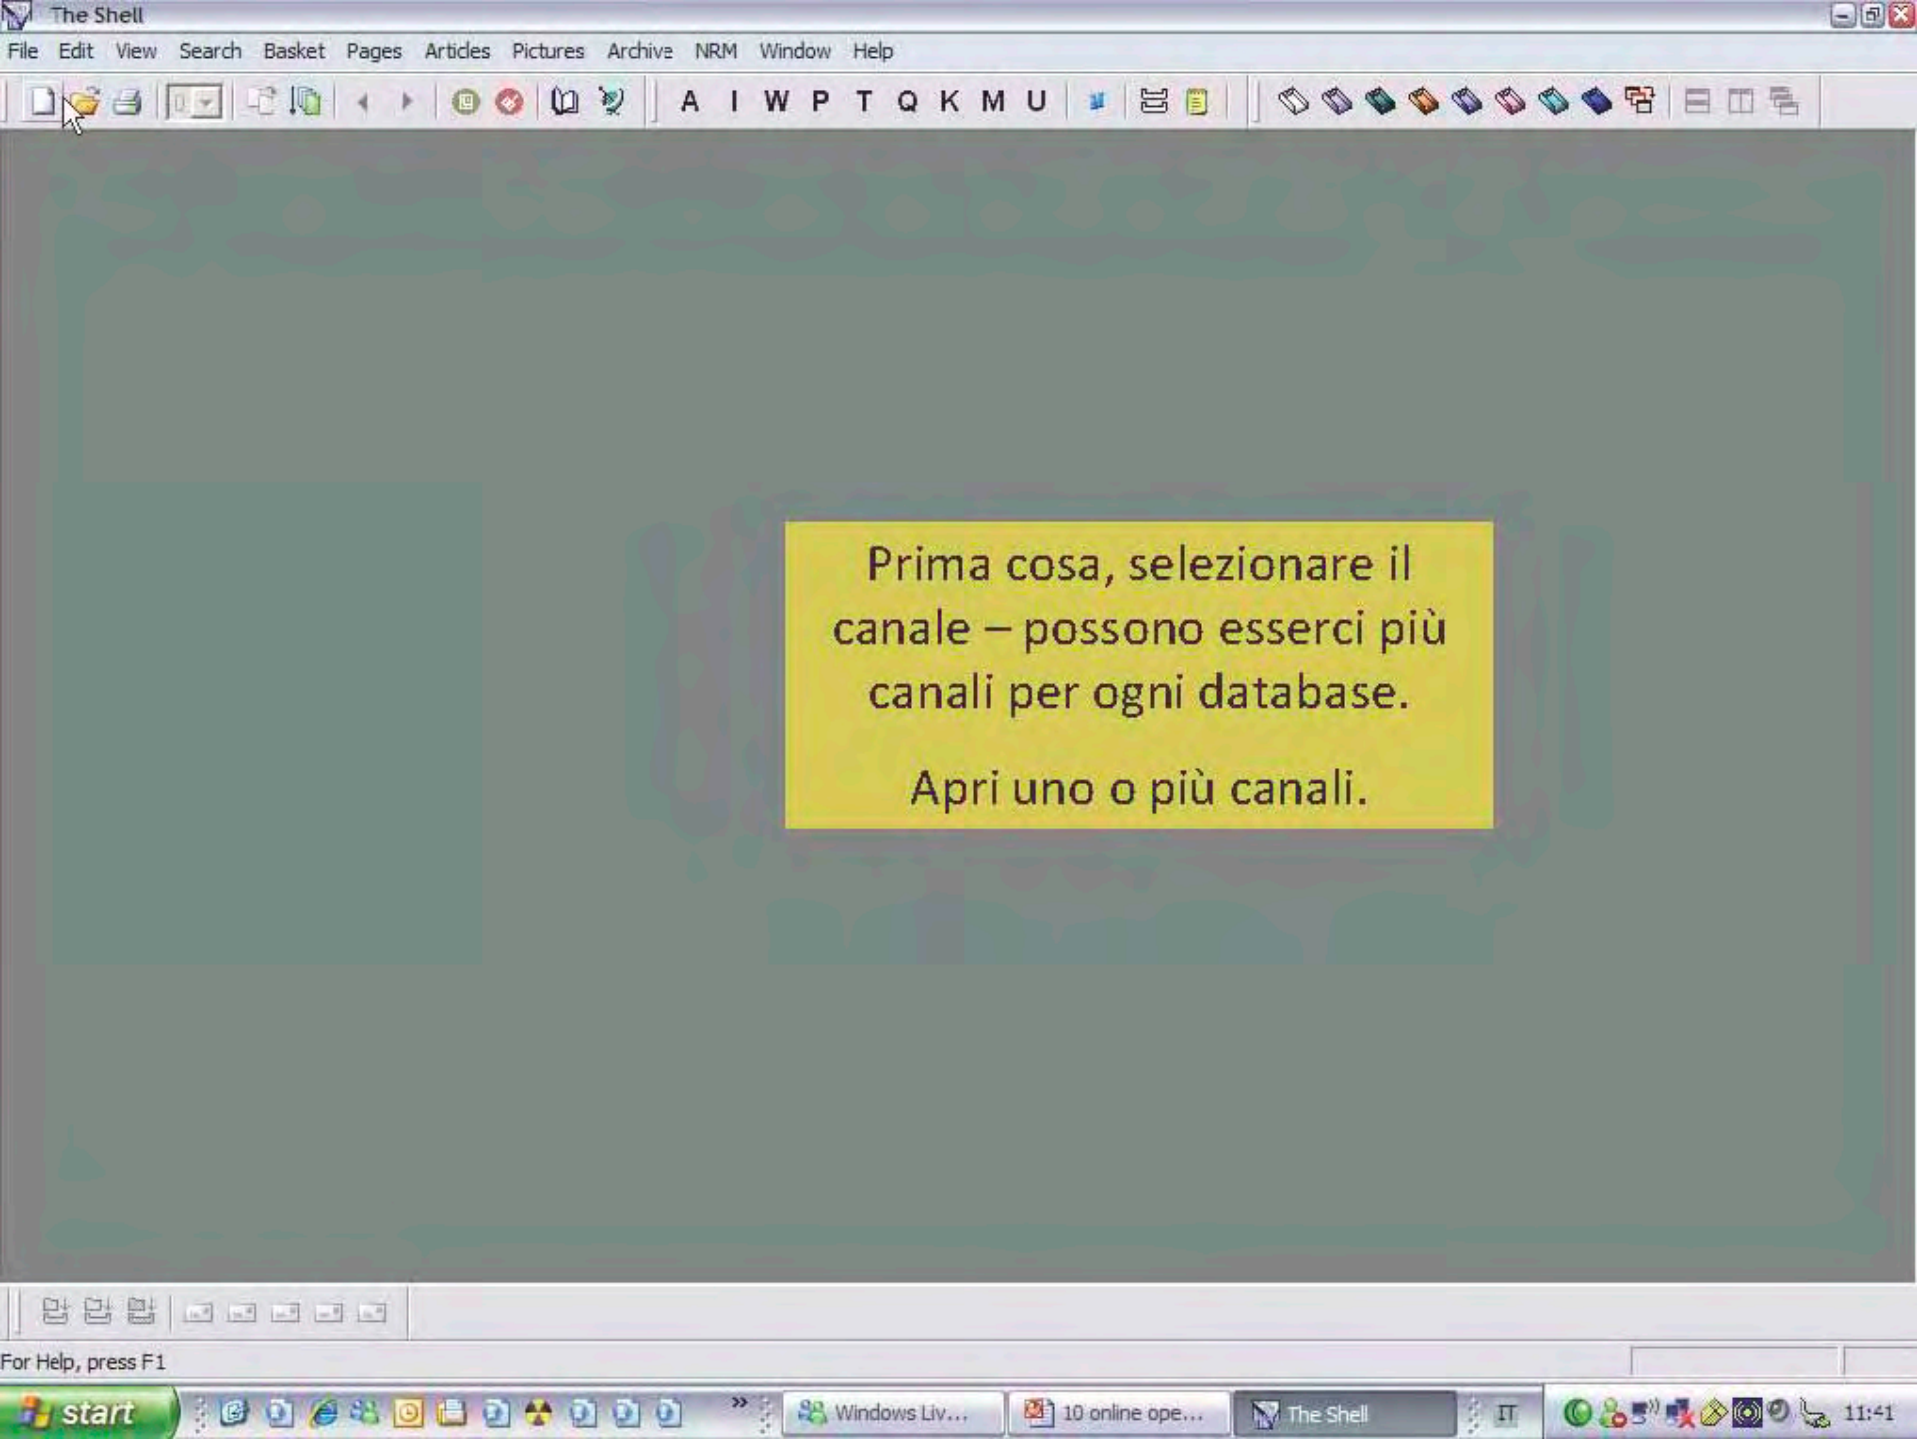 The Shell
File Edit View Search Basket Pages Articles Pictures Archive NRM Window Help
A I W P T Q K M U
Prima cosa, selezionare il
canale – possono esserci più
canali per ogni database.
Apri uno o più canali.
For Help, press F1
start » Windows Liv... 10 online ope... The Shell IT 11:41